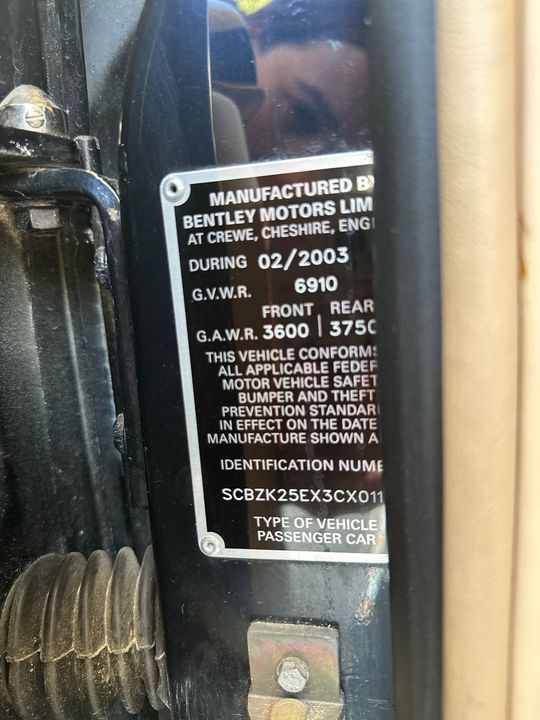 MANUFACTURED B
BENTLEY MOTORS LIM
AT CREWE, CHESHIRE, ENG
DURING 02/2003
G.V.W.R. 6910
FRONT REAR
G.A.W.R. 3600 | 3750
THIS VEHICLE CONFORMS
ALL APPLICABLE FEDER
MOTOR VEHICLE SAFET
BUMPER AND THEFT
PREVENTION STANDAR
IN EFFECT ON THE DATE
MANUFACTURE SHOWN A
IDENTIFICATION NUMB
SCBZK25EX3CX011
TYPE OF VEHICLE
PASSENGER CAR